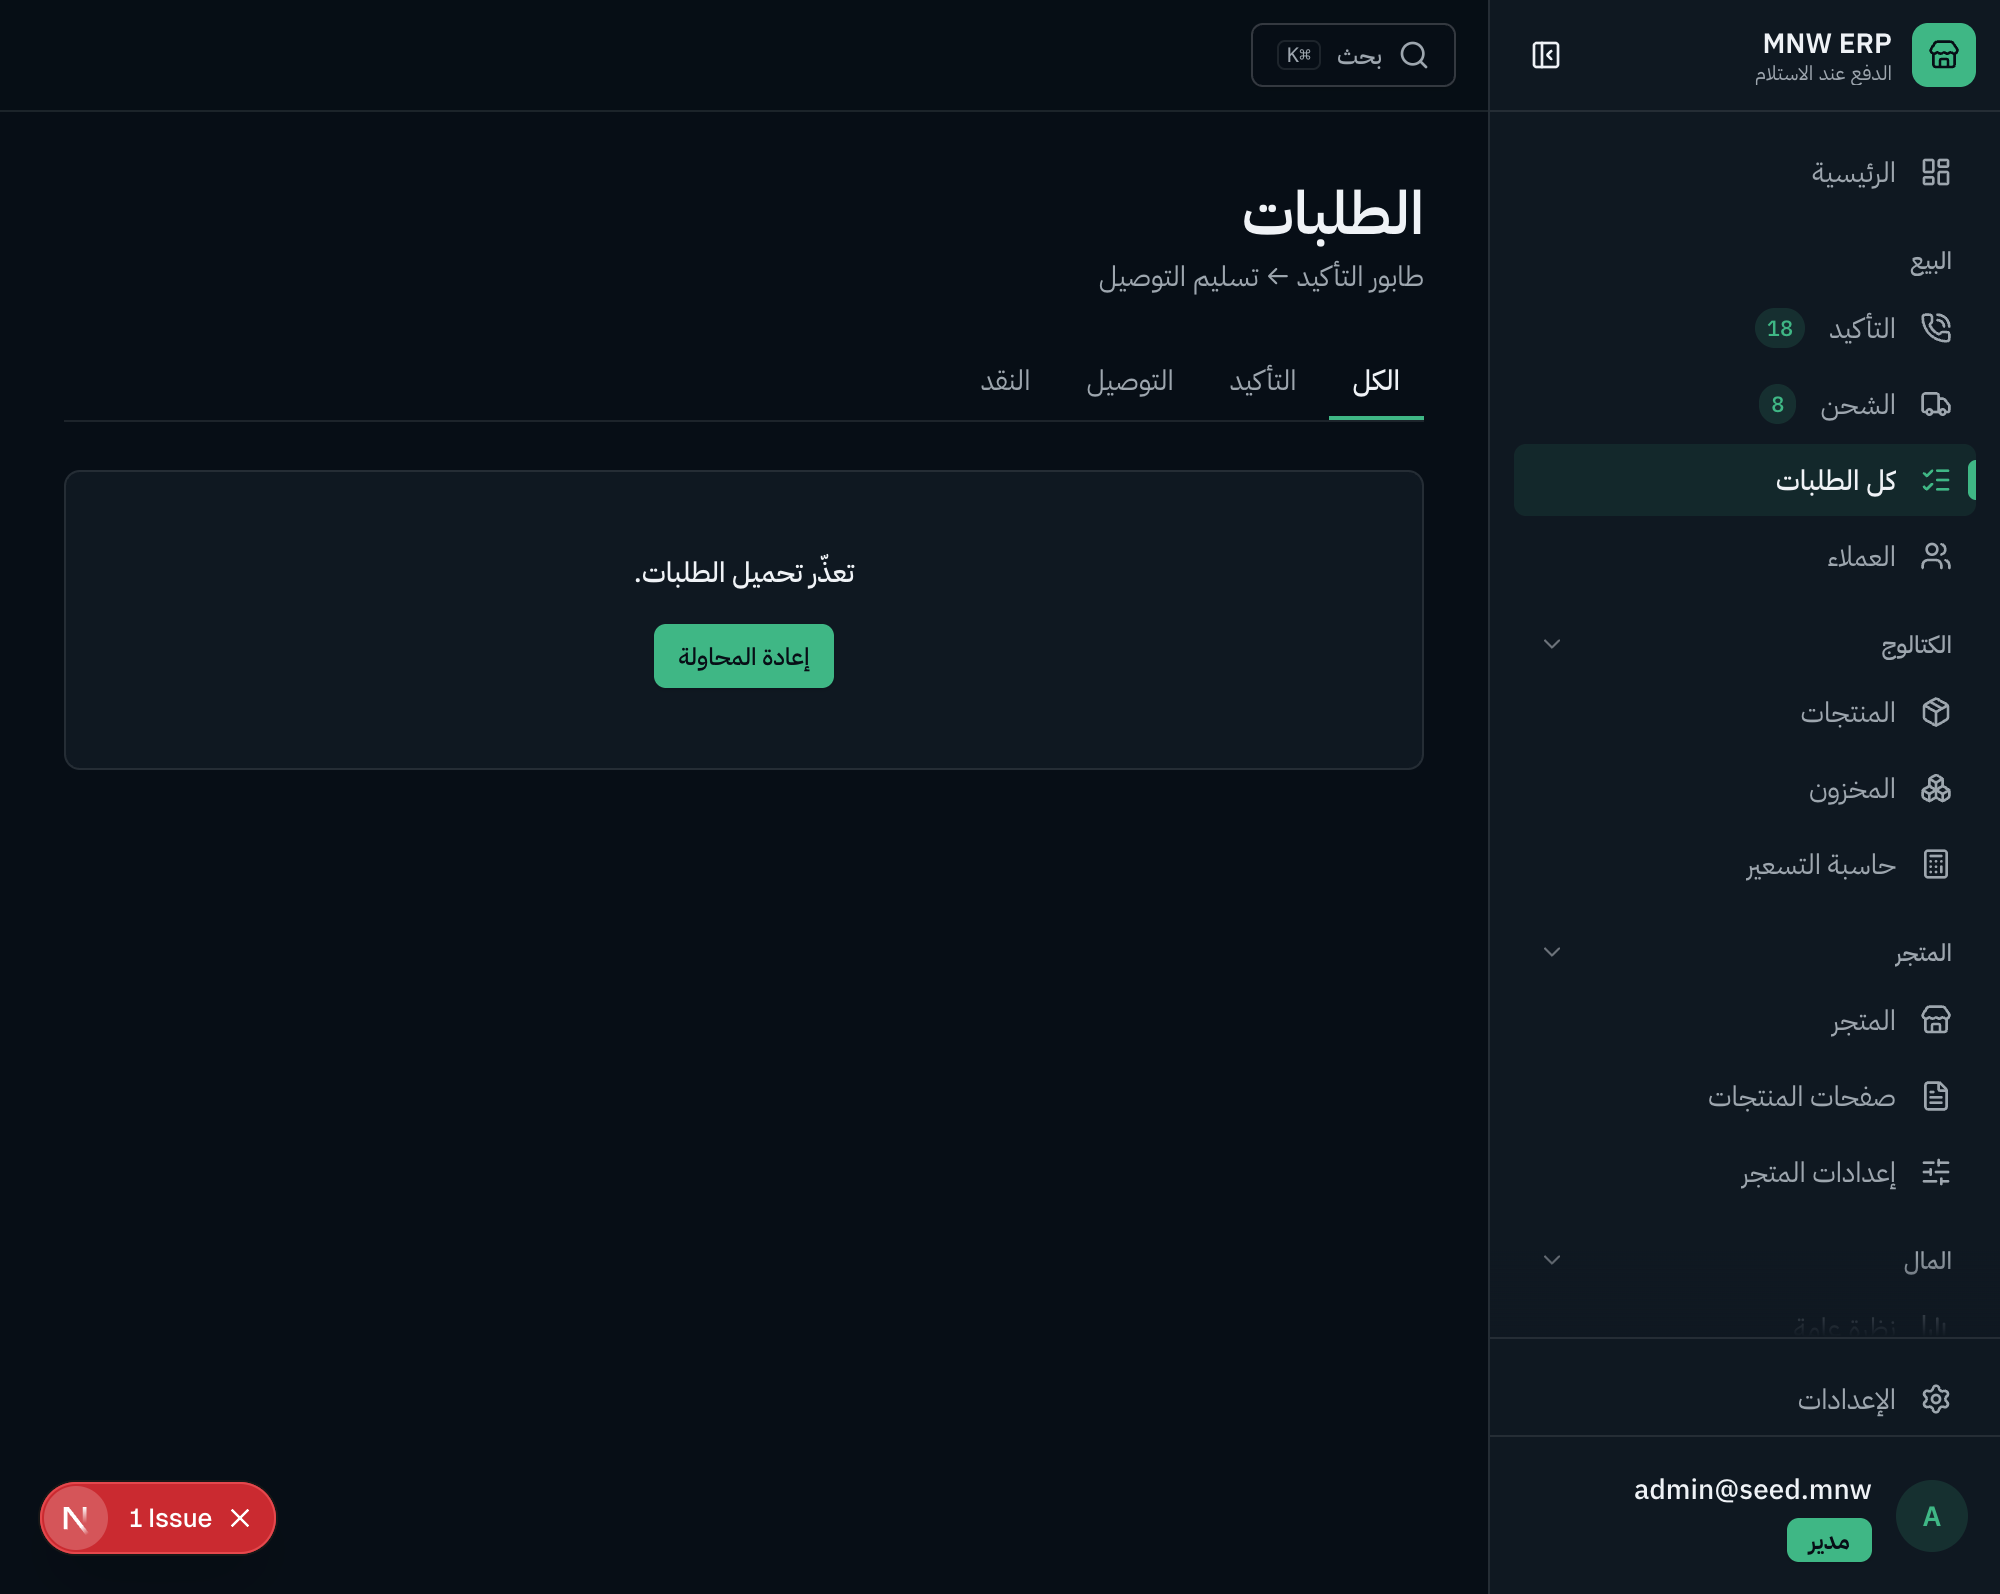 MNW ERP
الدفع عند الاستلام
بحث ⌘K
الرئيسية
البيع
التأكيد 18
الشحن 8
كل الطلبات
العملاء
الكتالوج
المنتجات
المخزون
حاسبة التسعير
المتجر
المتجر
صفحات المنتجات
إعدادات المتجر
المال
نظرة عامة
الإعدادات
admin@seed.mnw
A
مدير
الطلبات
طابور التأكيد ← تسليم التوصيل
الكل التأكيد التوصيل النقد
تعذّر تحميل الطلبات.
إعادة المحاولة
N 1 Issue